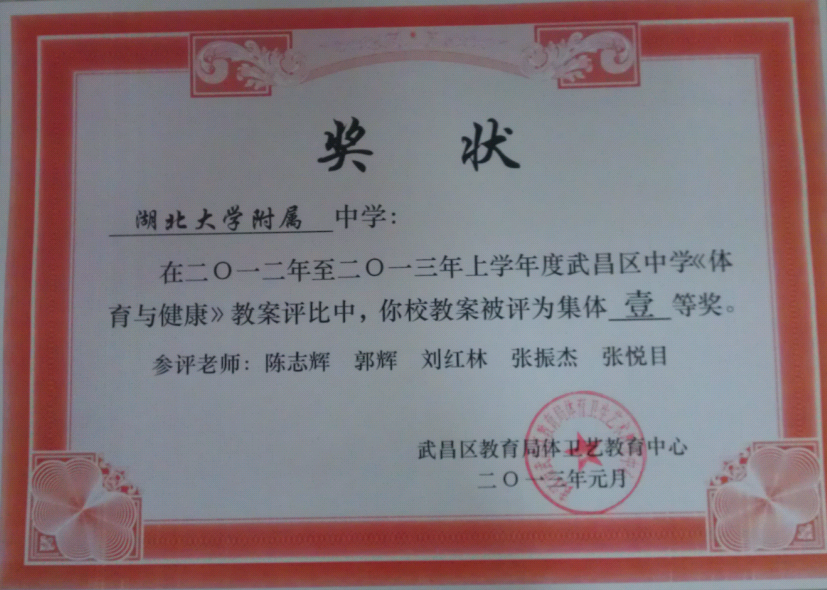 奖 状
湖北大学附属 中学:
在二〇一二年至二〇一三年上学年度武昌区中学《体
育与健康》教案评比中,你校教案被评为集体 壹 等奖。
参评老师: 陈志辉 郭辉 刘红林 张振杰 张悦目
武昌区教育局体卫艺教育中心
二〇一三年元月